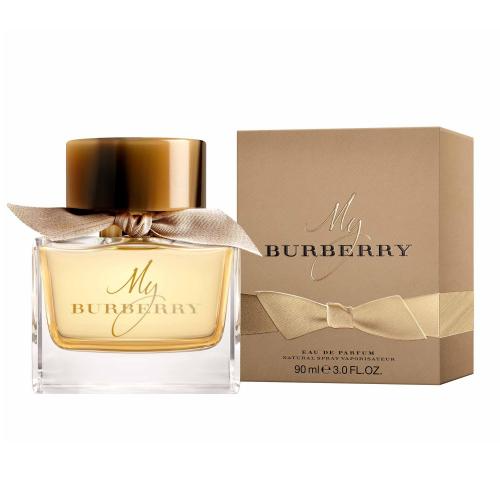 My
BURBERRY
My
BURBERRY
EAU DE PARFUM
NATURAL SPRAY VAPORISATEUR
90 ml ℮ 3.0 FL.OZ.